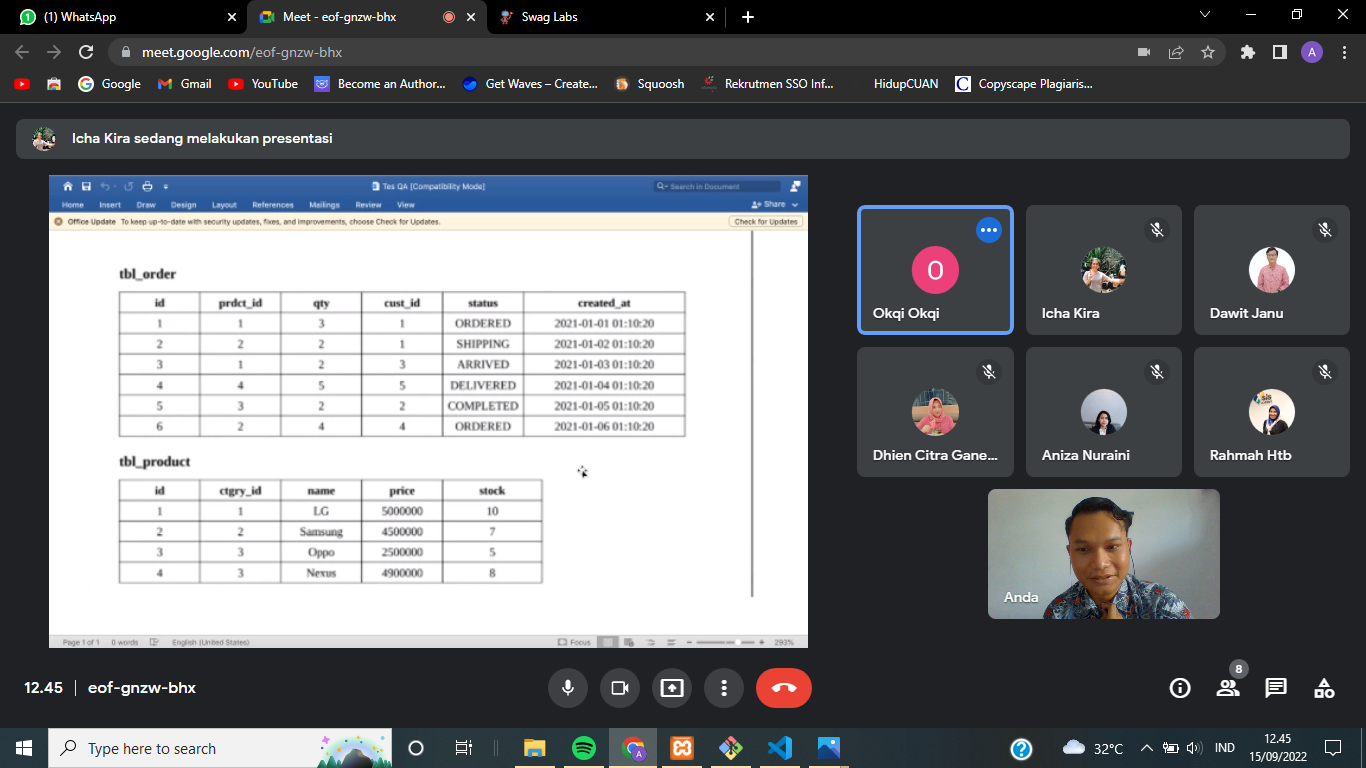 (1) WhatsApp
Meet - eof-gnzw-bhx
Swag Labs
meet.google.com/eof-gnzw-bhx
A
Google
Gmail
YouTube
Become an Author...
Get Waves – Create...
Squoosh
Rekrutmen SSO Inf...
HidupCUAN
Copyscape Plagiaris...
Icha Kira sedang melakukan presentasi
Tes QA [Compatibility Mode]
Search in Document
Home Insert Draw Design Layout References Mailings Review View
Share
Office Update To keep up-to-date with security updates, fixes, and improvements, choose Check for Updates.
Check for Updates
tbl_order
id prdct_id qty cust_id status created_at
1 1 3 1 ORDERED 2021-01-01 01:10:20
2 2 2 1 SHIPPING 2021-01-02 01:10:20
3 1 2 3 ARRIVED 2021-01-03 01:10:20
4 4 5 5 DELIVERED 2021-01-04 01:10:20
5 3 2 2 COMPLETED 2021-01-05 01:10:20
6 2 4 4 ORDERED 2021-01-06 01:10:20
tbl_product
id ctgry_id name price stock
1 1 LG 5000000 10
2 2 Samsung 4500000 7
3 3 Oppo 2500000 5
4 3 Nexus 4900000 8
Page 1 of 1 0 words English (United States)
Focus
293%
O
Okqi Okqi
Icha Kira
Dawit Janu
Dhien Citra Gane...
Aniza Nuraini
Rahmah Htb
Anda
12.45 | eof-gnzw-bhx
8
Type here to search
32°C
IND
12.45
15/09/2022